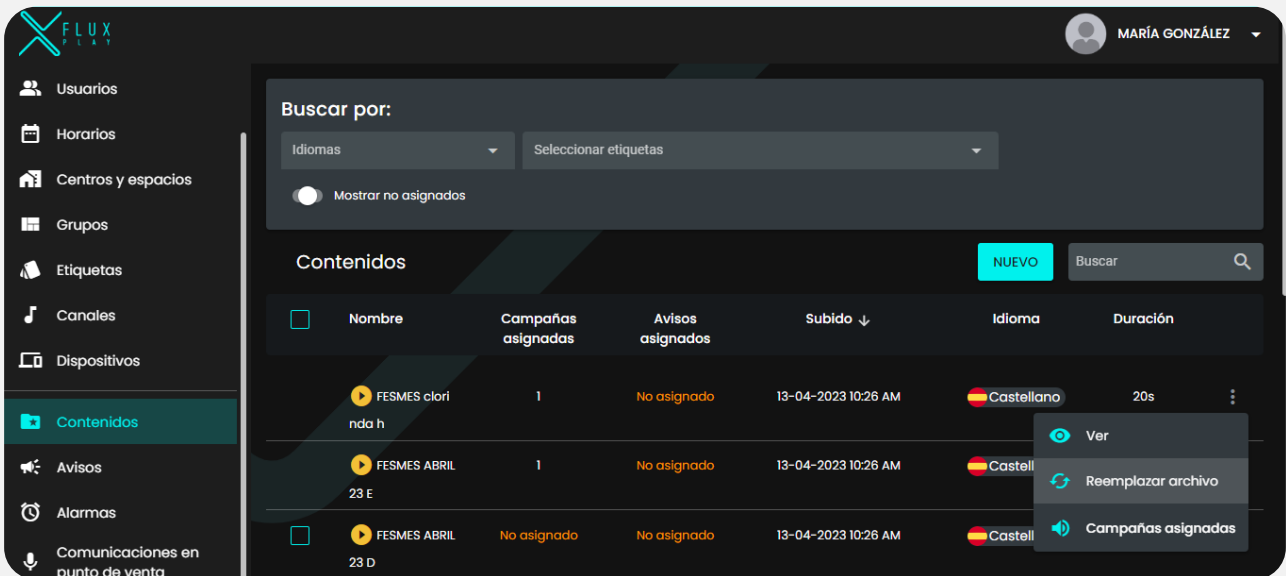 FLUX
PLAY
MARÍA GONZÁLEZ
Usuarios
Horarios
Centros y espacios
Grupos
Etiquetas
Canales
Dispositivos
Contenidos
Avisos
Alarmas
Comunicaciones en
punto de venta
Buscar por:
Idiomas
Seleccionar etiquetas
Mostrar no asignados
Contenidos
NUEVO
Buscar
Nombre Campañas Avisos Subido Idioma Duración
asignadas asignados
FESMES clori 1 No asignado 13-04-2023 10:26 AM Castellano 20s
nda h
FESMES ABRIL 1 No asignado 13-04-2023 10:26 AM Castell
23 E
FESMES ABRIL No asignado No asignado 13-04-2023 10:26 AM Castell
23 D
Ver
Reemplazar archivo
Campañas asignadas